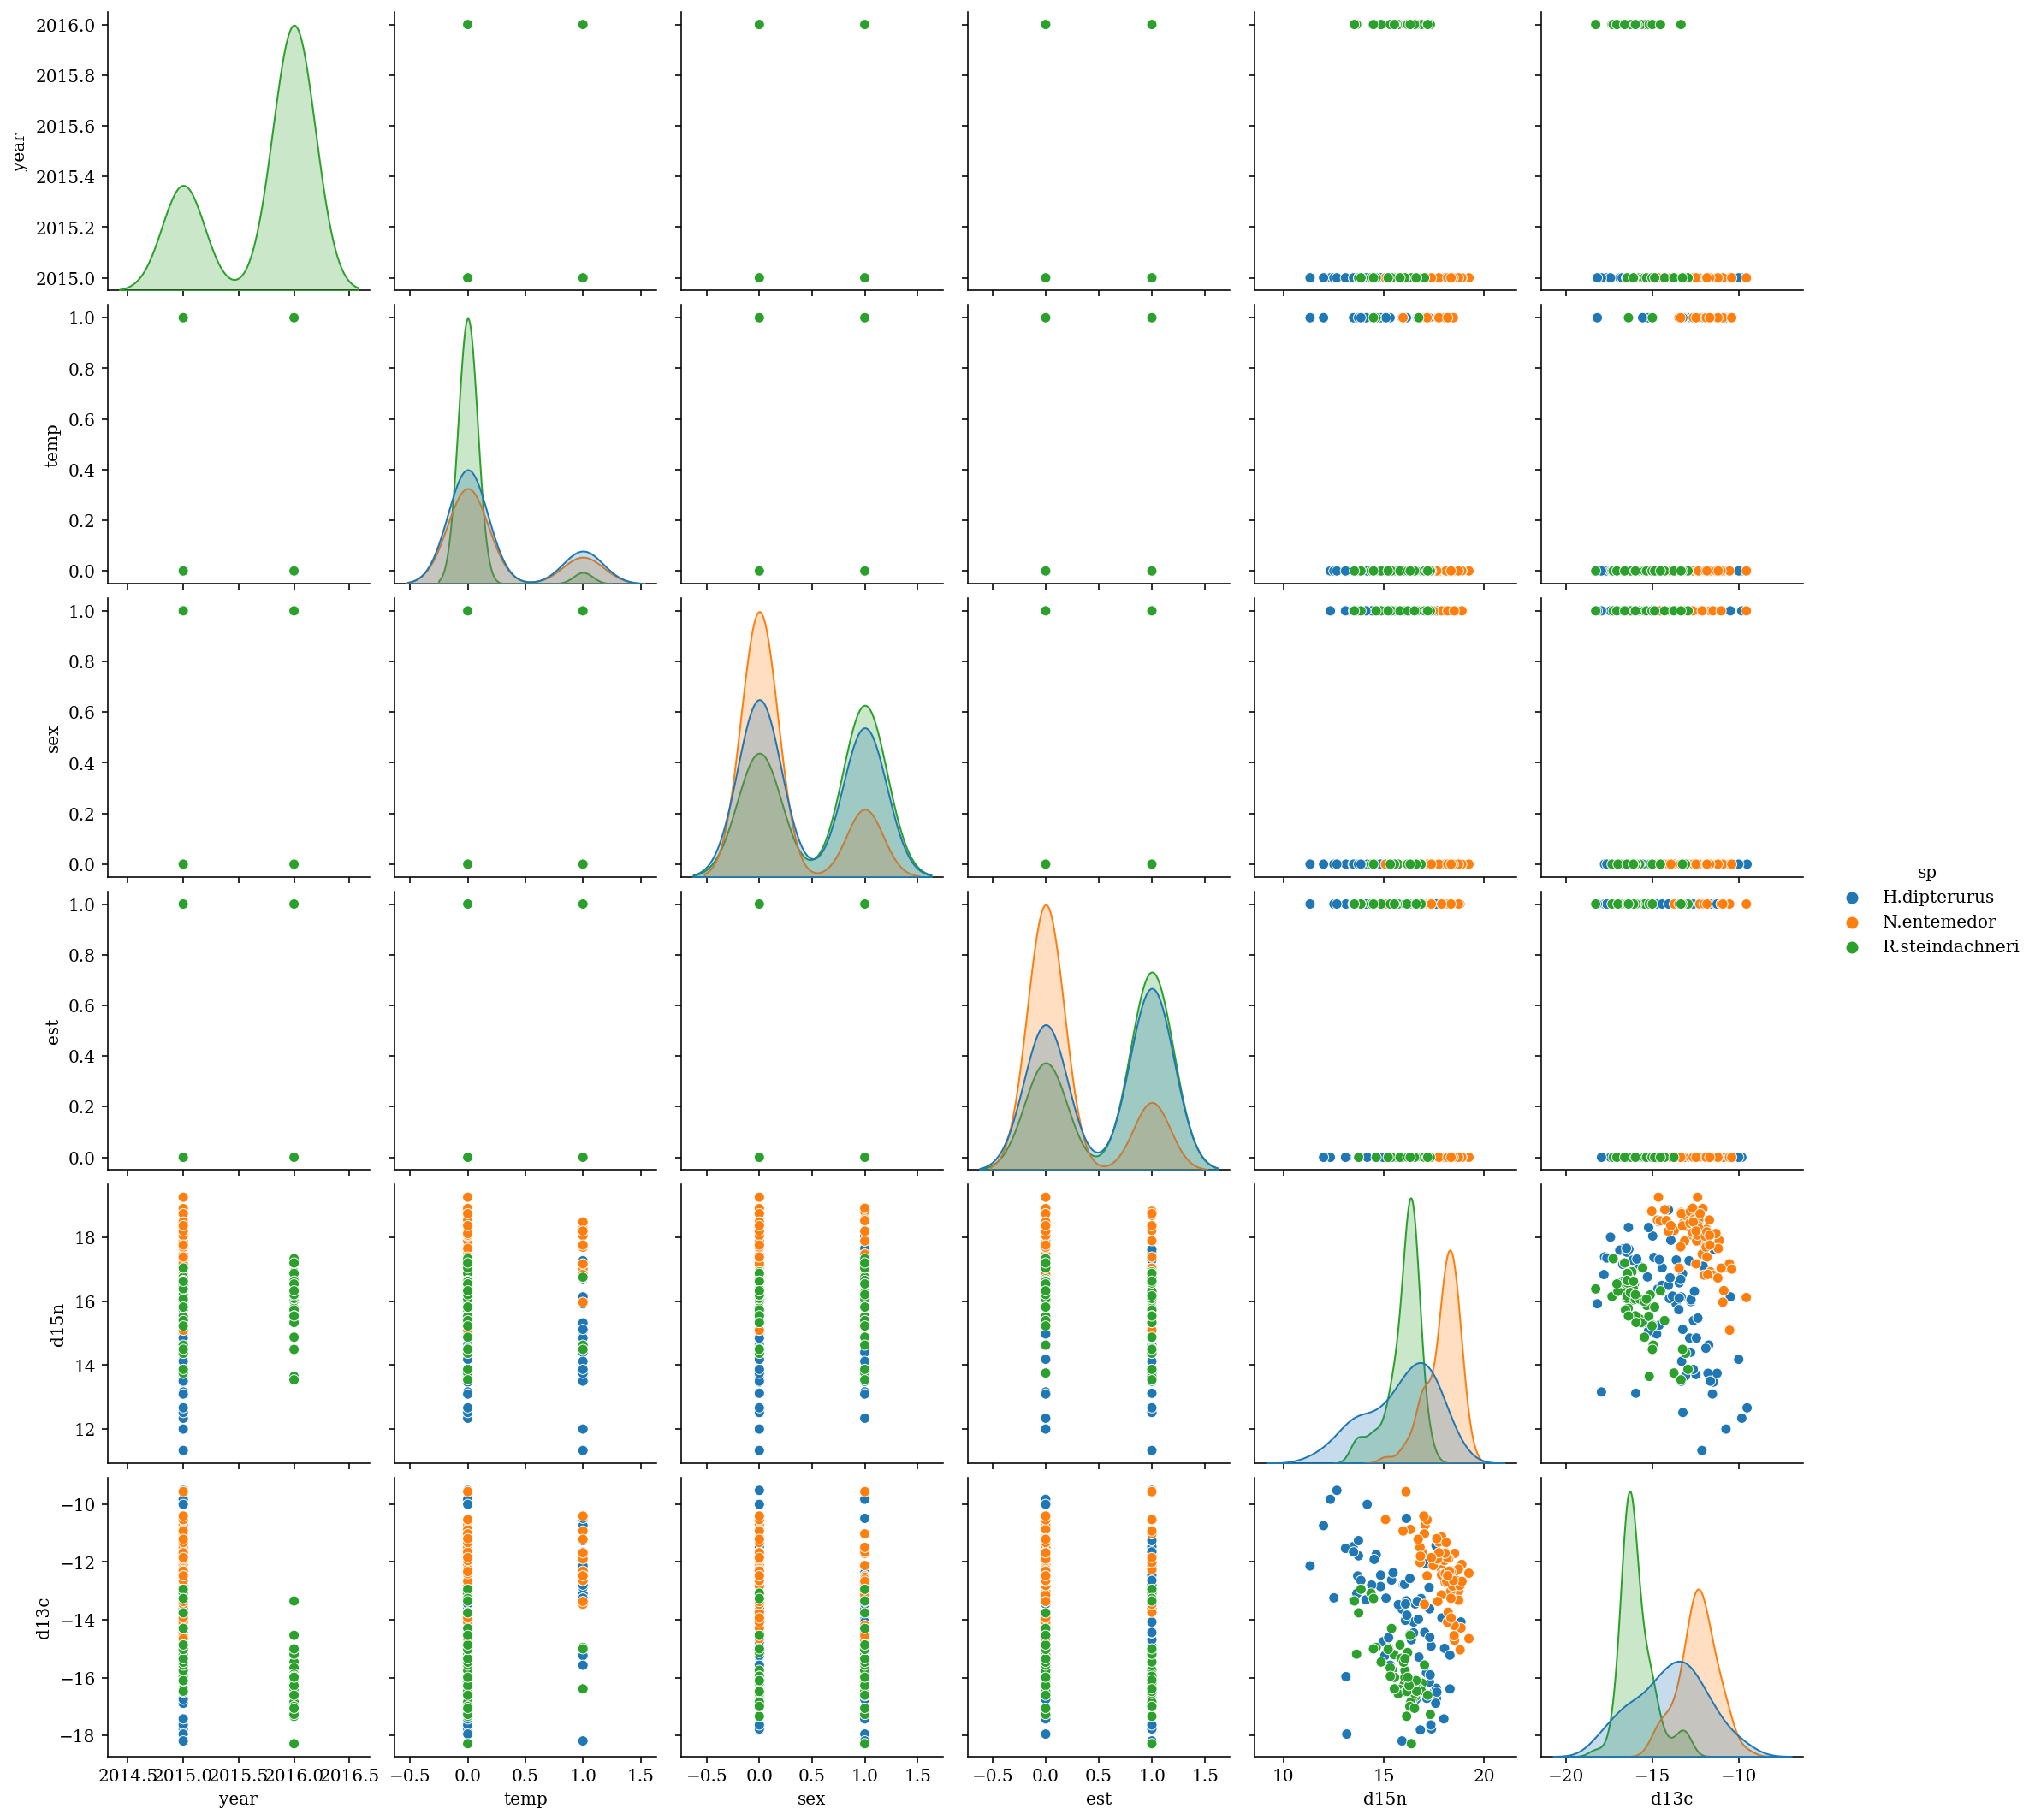 2016.0
2015.8
2015.6
2015.4
2015.2
2015.0
year
1.0
0.8
0.6
0.4
0.2
0.0
temp
1.0
0.8
0.6
0.4
0.2
0.0
sex
1.0
0.8
0.6
0.4
0.2
0.0
est
sp
H.dipterurus
N.entemedor
R.steindachneri
18
16
14
12
d15n
−10
−12
−14
−16
−18
d13c
2014.5 2015.0 2015.5 2016.0 2016.5
year
−0.5 0.0 0.5 1.0 1.5
temp
−0.5 0.0 0.5 1.0 1.5
sex
−0.5 0.0 0.5 1.0 1.5
est
10 15 20
d15n
−20 −15 −10
d13c